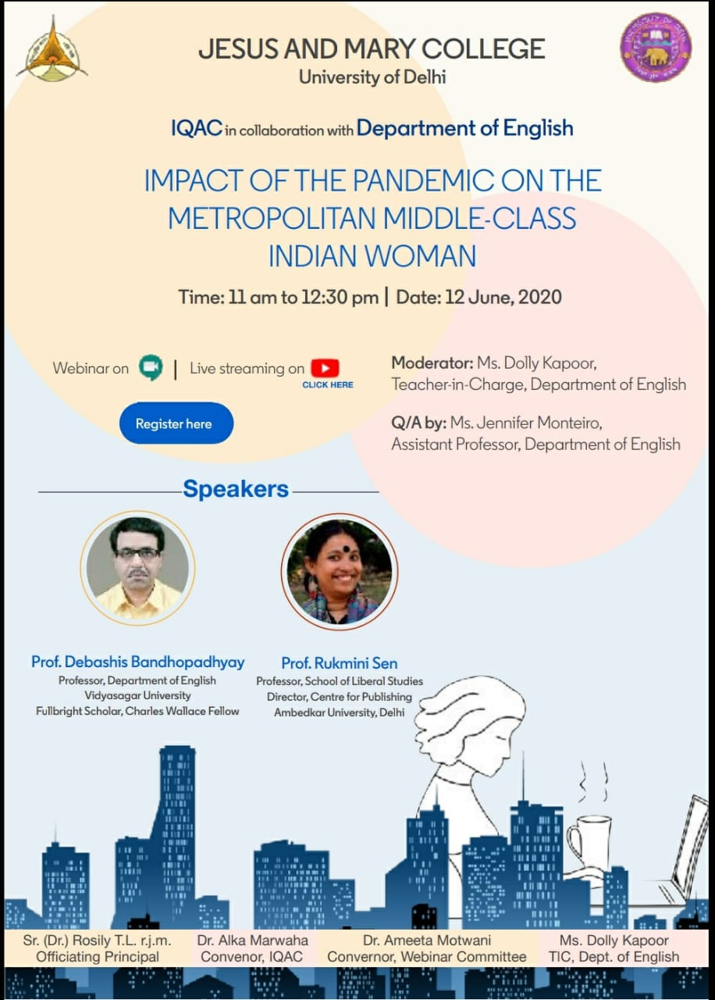 JESUS AND MARY COLLEGE
University of Delhi
IQAC in collaboration with Department of English
IMPACT OF THE PANDEMIC ON THE
METROPOLITAN MIDDLE-CLASS
INDIAN WOMAN
Time: 11 am to 12:30 pm | Date: 12 June, 2020
Webinar on | Live streaming on
CLICK HERE
Register here
Moderator: Ms. Dolly Kapoor,
Teacher-in-Charge, Department of English
Q/A by: Ms. Jennifer Monteiro,
Assistant Professor, Department of English
Speakers
Prof. Debashis Bandhopadhyay
Professor, Department of English
Vidyasagar University
Fullbright Scholar, Charles Wallace Fellow
Prof. Rukmini Sen
Professor, School of Liberal Studies
Director, Centre for Publishing
Ambedkar University, Delhi
Sr. (Dr.) Rosily T.L. r.j.m.
Officiating Principal
Dr. Alka Marwaha
Convenor, IQAC
Dr. Ameeta Motwani
Convernor, Webinar Committee
Ms. Dolly Kapoor
TIC, Dept. of English